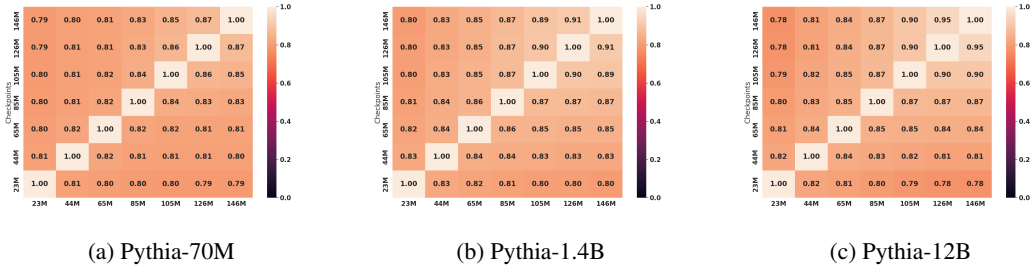 146M 0.79 0.80 0.81 0.83 0.85 0.87 1.00
126M 0.79 0.81 0.81 0.83 0.86 1.00 0.87
105M 0.80 0.81 0.82 0.84 1.00 0.86 0.85
85M 0.80 0.81 0.82 1.00 0.84 0.83 0.83
65M 0.80 0.82 1.00 0.82 0.82 0.81 0.81
44M 0.81 1.00 0.82 0.81 0.81 0.81 0.80
23M 1.00 0.81 0.80 0.80 0.80 0.79 0.79
23M 44M 65M 85M 105M 126M 146M
Checkpoints
1.0
0.8
0.6
0.4
0.2
0.0
(a) Pythia-70M
146M 0.80 0.83 0.85 0.87 0.89 0.91 1.00
126M 0.80 0.83 0.85 0.87 0.90 1.00 0.91
105M 0.80 0.83 0.85 0.87 1.00 0.90 0.89
85M 0.81 0.84 0.86 1.00 0.87 0.87 0.87
65M 0.82 0.84 1.00 0.86 0.85 0.85 0.85
44M 0.83 1.00 0.84 0.84 0.83 0.83 0.83
23M 1.00 0.83 0.82 0.81 0.80 0.80 0.80
23M 44M 65M 85M 105M 126M 146M
Checkpoints
1.0
0.8
0.6
0.4
0.2
0.0
(b) Pythia-1.4B
146M 0.78 0.81 0.84 0.87 0.90 0.95 1.00
126M 0.78 0.81 0.84 0.87 0.90 1.00 0.95
105M 0.79 0.82 0.85 0.87 1.00 0.90 0.90
85M 0.80 0.83 0.85 1.00 0.87 0.87 0.87
65M 0.81 0.84 1.00 0.85 0.85 0.84 0.84
44M 0.82 1.00 0.84 0.83 0.82 0.81 0.81
23M 1.00 0.82 0.81 0.80 0.79 0.78 0.78
23M 44M 65M 85M 105M 126M 146M
Checkpoints
1.0
0.8
0.6
0.4
0.2
0.0
(c) Pythia-12B